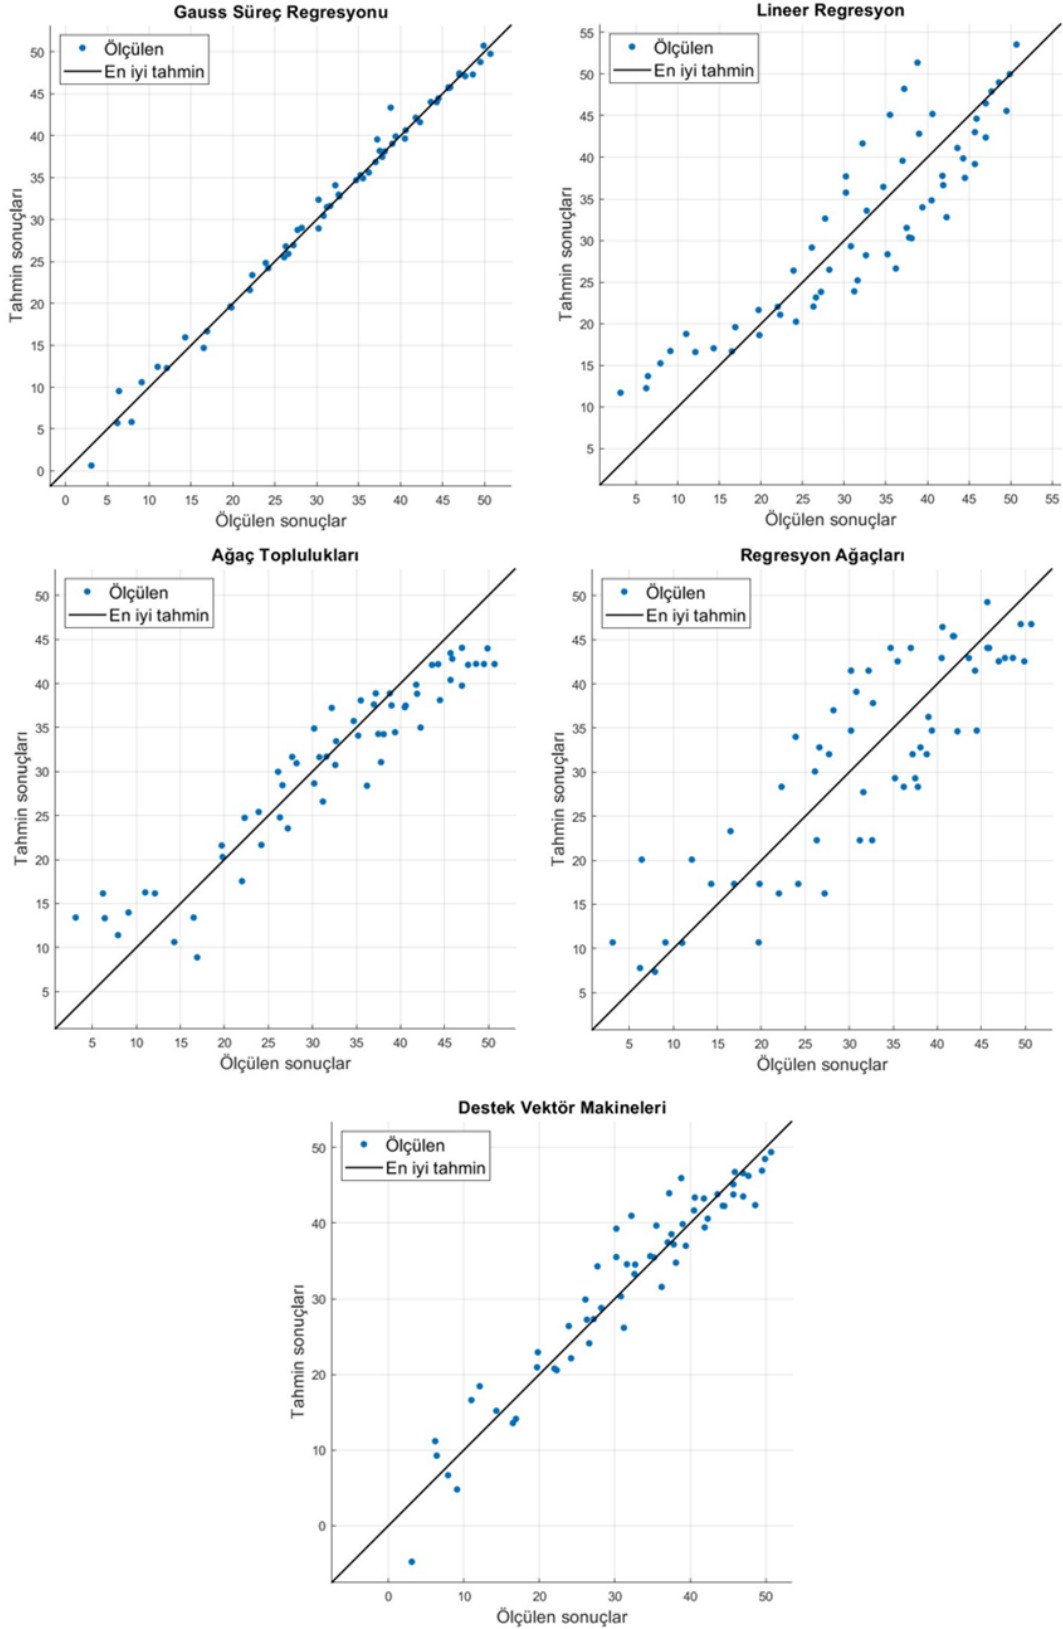 Gauss Süreç Regresyonu
Ölçülen
En iyi tahmin
Tahmin sonuçları
50
45
40
35
30
25
20
15
10
5
0
0 5 10 15 20 25 30 35 40 45 50
Ölçülen sonuçlar
Lineer Regresyon
Ölçülen
En iyi tahmin
Tahmin sonuçları
55
50
45
40
35
30
25
20
15
10
5
5 10 15 20 25 30 35 40 45 50 55
Ölçülen sonuçlar
Ağaç Toplulukları
Ölçülen
En iyi tahmin
Tahmin sonuçları
50
45
40
35
30
25
20
15
10
5
5 10 15 20 25 30 35 40 45 50
Ölçülen sonuçlar
Regresyon Ağaçları
Ölçülen
En iyi tahmin
Tahmin sonuçları
50
45
40
35
30
25
20
15
10
5
5 10 15 20 25 30 35 40 45 50
Ölçülen sonuçlar
Destek Vektör Makineleri
Ölçülen
En iyi tahmin
Tahmin sonuçları
50
40
30
20
10
0
0 10 20 30 40 50
Ölçülen sonuçlar